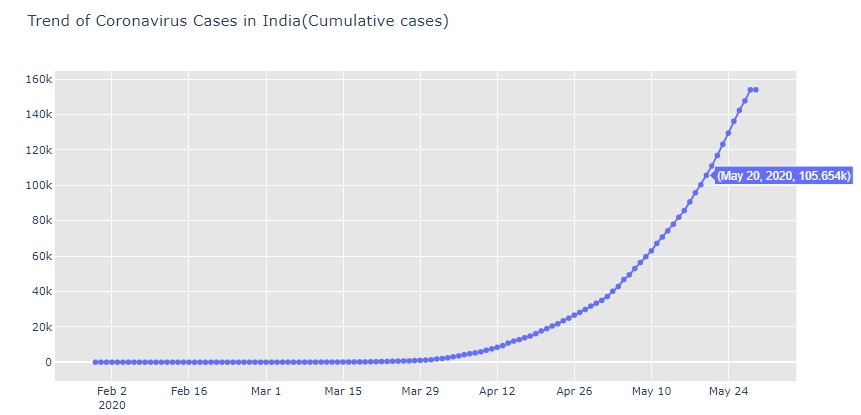 Trend of Coronavirus Cases in India(Cumulative cases)
160k
140k
120k
100k
(May 20, 2020, 105.654k)
80k
60k
40k
20k
0
Feb 2 Feb 16 Mar 1 Mar 15 Mar 29 Apr 12 Apr 26 May 10 May 24
2020